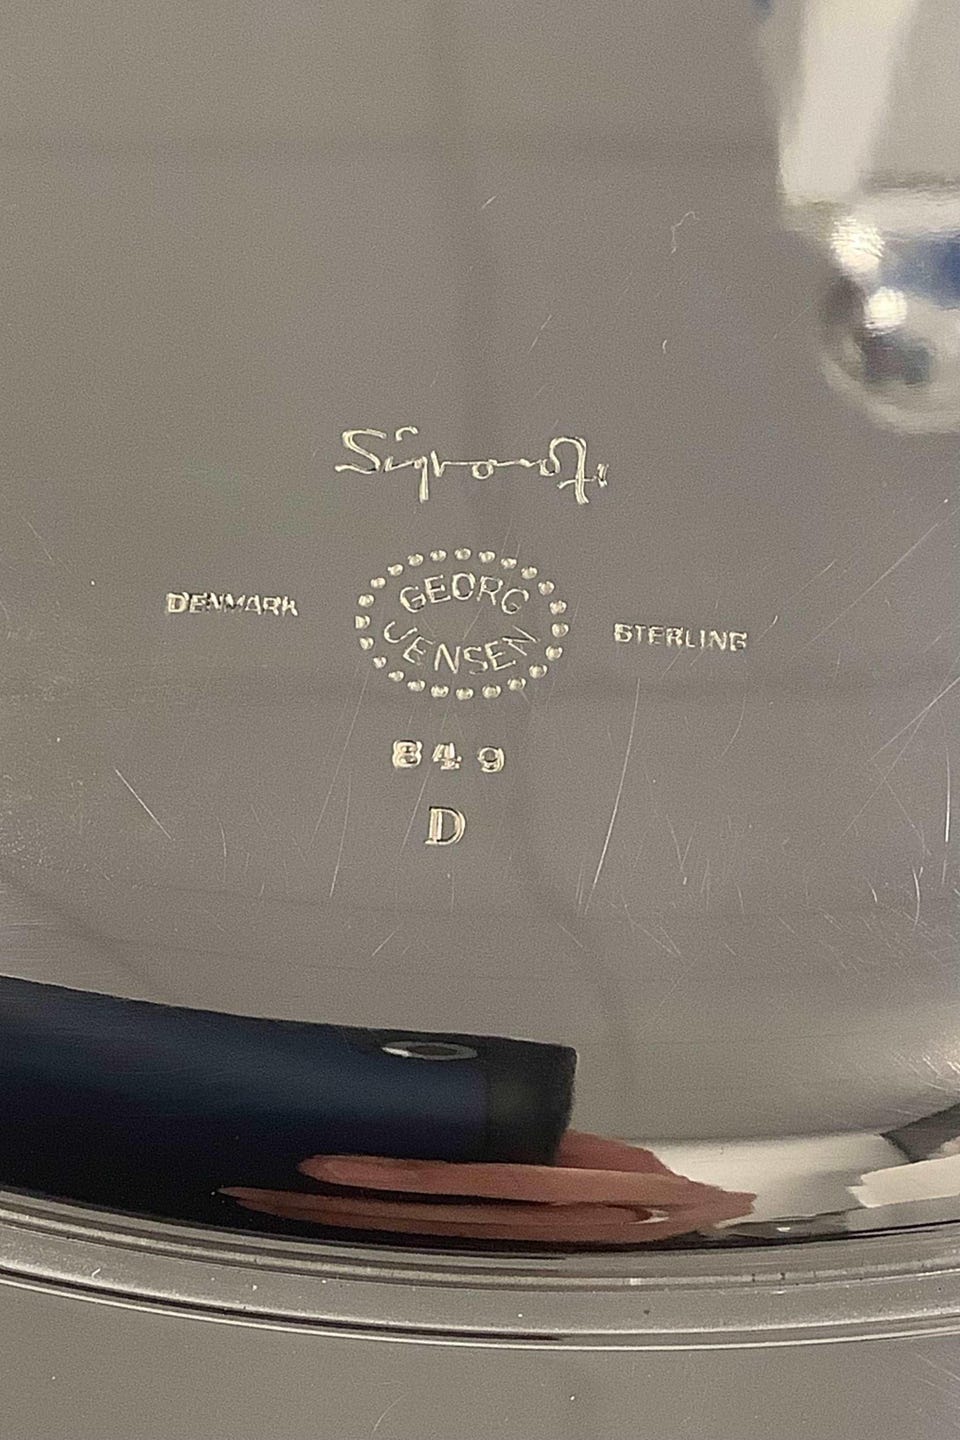 Sigvard
DENMARK
GEORG
JENSEN
STERLING
849
D